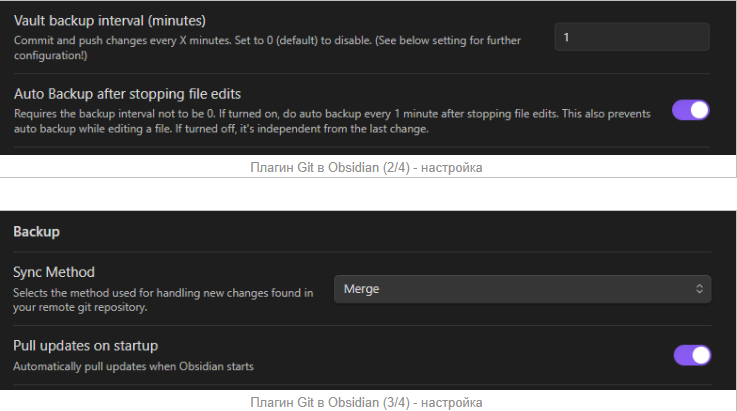 Vault backup interval (minutes)
Commit and push changes every X minutes. Set to 0 (default) to disable. (See below setting for further
configuration!)
1
Auto Backup after stopping file edits
Requires the backup interval not to be 0. If turned on, do auto backup every 1 minute after stopping file edits. This also prevents
auto backup while editing a file. If turned off, it's independent from the last change.
Плагин Git в Obsidian (2/4) - настройка
Backup
Sync Method
Selects the method used for handling new changes found in
your remote git repository.
Merge
Pull updates on startup
Automatically pull updates when Obsidian starts
Плагин Git в Obsidian (3/4) - настройка